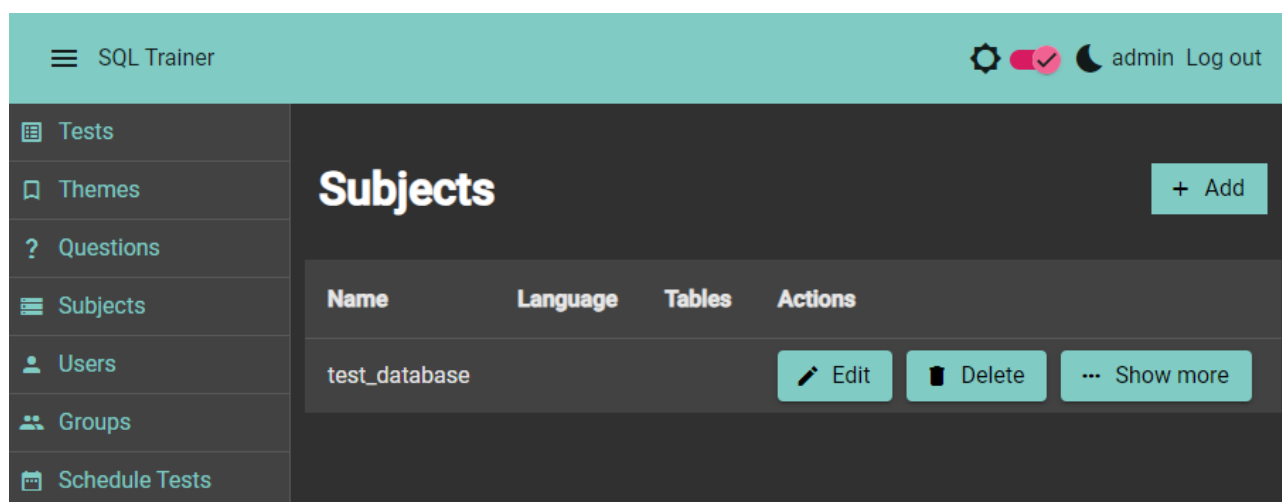 SQL Trainer
admin Log out
Tests
Themes
? Questions
Subjects
Users
Groups
Schedule Tests
Subjects
+ Add
Name Language Tables Actions
test_database Edit Delete ... Show more